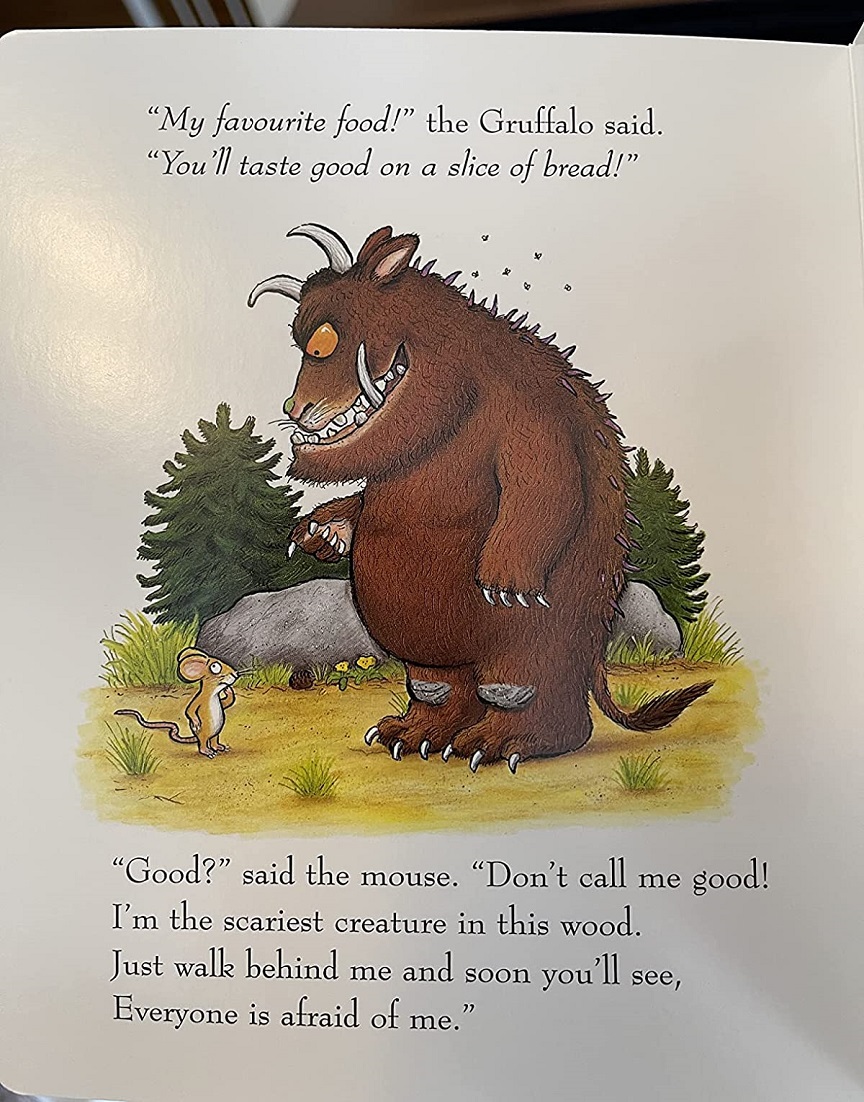 “My favourite food!” the Gruffalo said.
“You’ll taste good on a slice of bread!”
“Good?” said the mouse. “Don’t call me good!
I’m the scariest creature in this wood.
Just walk behind me and soon you’ll see,
Everyone is afraid of me.”